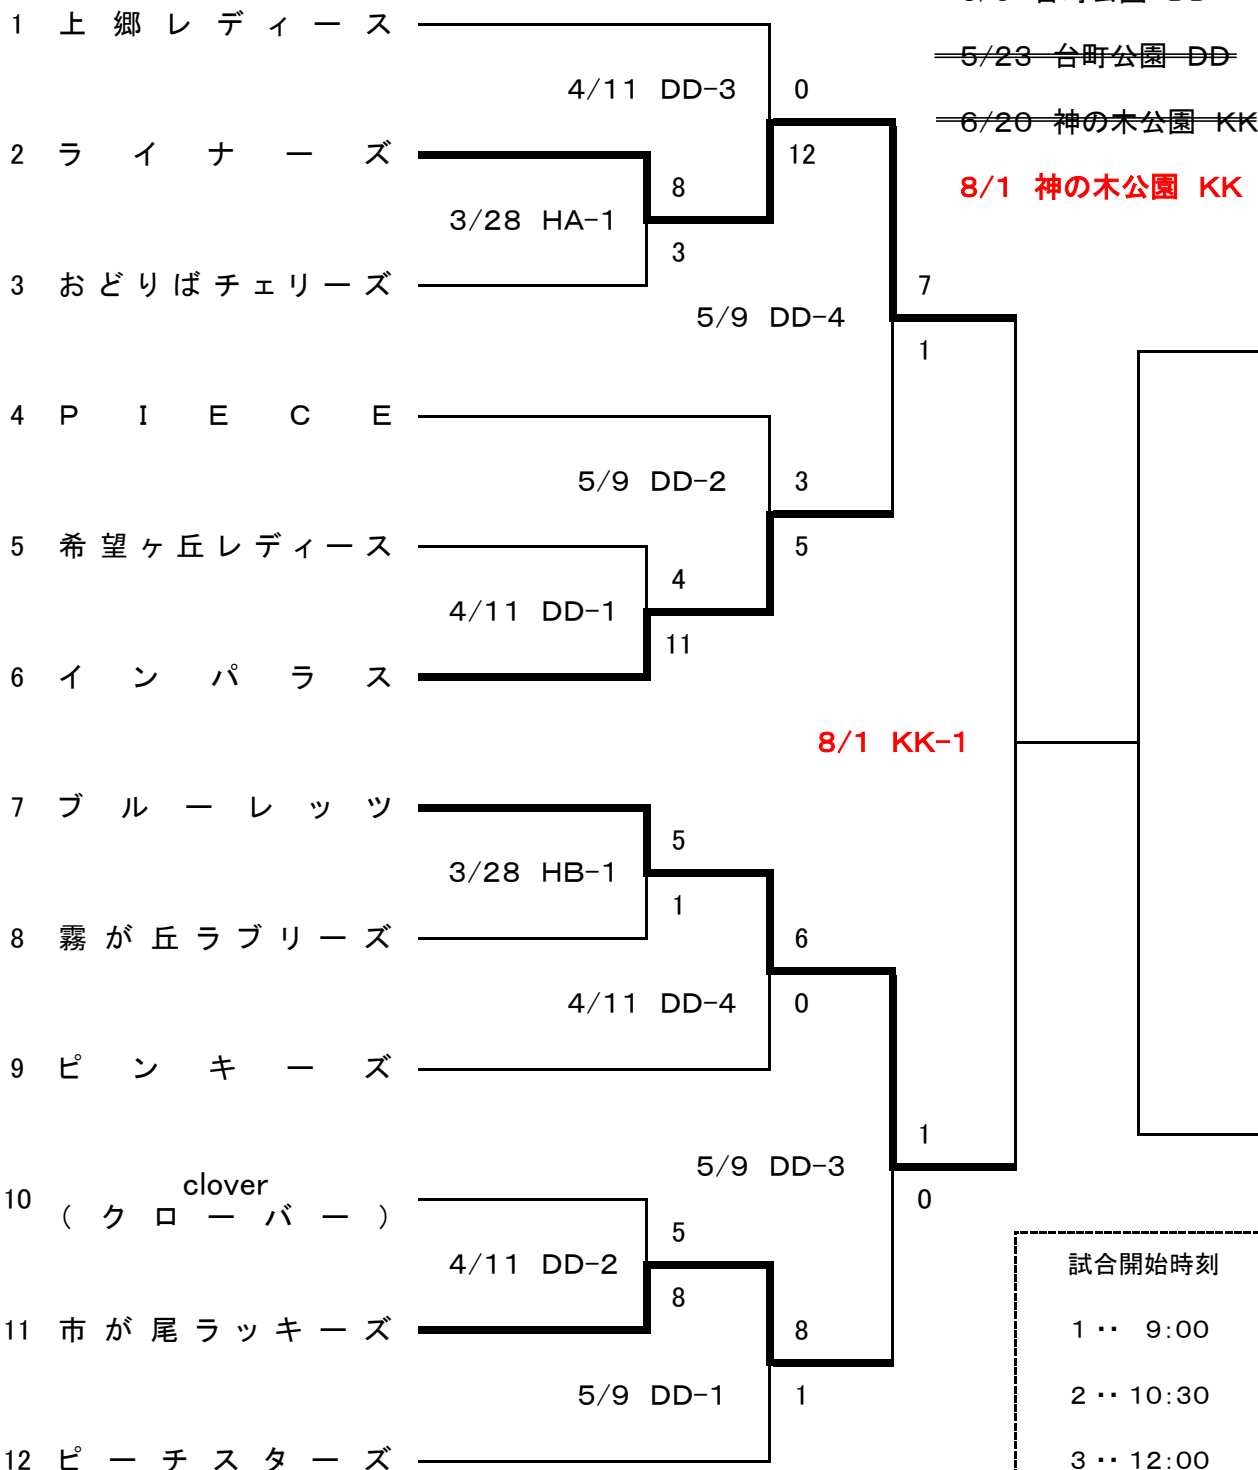 1 上郷レディース
5/23 台町公園 DD
4/11 DD-3
0
6/20 神の木公園 KK
2 ライナーズ
12
8
8/1 神の木公園 KK
3/28 HA-1
3
3 おどりばチェリーズ
7
5/9 DD-4
1
4 PIECE
5/9 DD-2
3
5 希望ヶ丘レディース
5
4
4/11 DD-1
11
6 インパラス
8/1 KK-1
7 ブルーレッツ
5
3/28 HB-1
1
8 霧が丘ラブリーズ
6
4/11 DD-4
0
9 ピンキーズ
1
5/9 DD-3
0
10 clover
(クローバー)
5
4/11 DD-2
8
試合開始時刻
11 市が尾ラッキーズ
8
1‥ 9:00
5/9 DD-1
1
2‥10:30
12 ピーチスターズ
3‥12:00